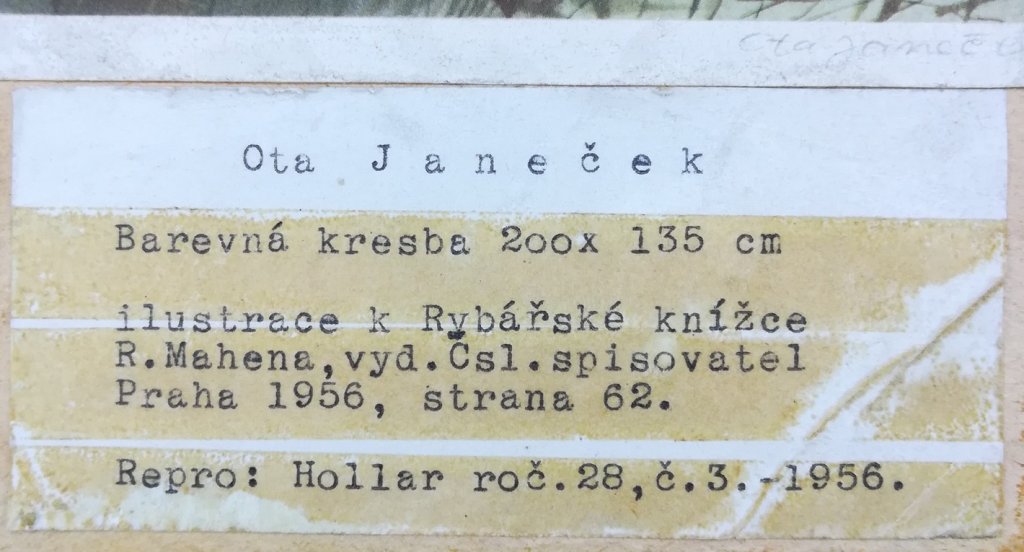 Ota Janeček
Ota Janeček
Barevná kresba 2oox 135 cm
ilustrace k Rybářské knížce
R.Mahena,vyd.Čsl.spisovatel
Praha 1956, strana 62.
Repro: Hollar roč.28,č.3.-1956.